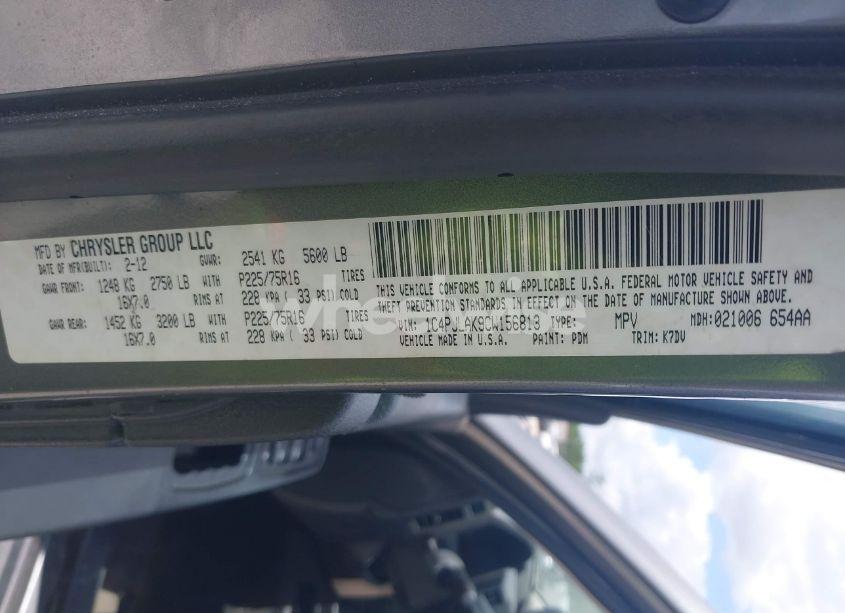 MFD BY CHRYSLER GROUP LLC
DATE OF MFR(BUILT): 2-12 GVWR: 2541 KG 5600 LB
GAWR FRONT: 1248 KG 2750 LB WITH P225/75R16 TIRES
16X7.0 RIMS AT 228 KPA ( 33 PSI) COLD
GAWR REAR: 1452 KG 3200 LB WITH P225/75R16 TIRES
16X7.0 RIMS AT 228 KPA ( 33 PSI) COLD
THIS VEHICLE CONFORMS TO ALL APPLICABLE U.S.A. FEDERAL MOTOR VEHICLE SAFETY AND
THEFT PREVENTION STANDARDS IN EFFECT ON THE DATE OF MANUFACTURE SHOWN ABOVE.
VIN: 1C4PJLAK9CW156813 TYPE: MPV MDH:021006 654AA
VEHICLE MADE IN U.S.A. PAINT: PDM TRIM: K7DV